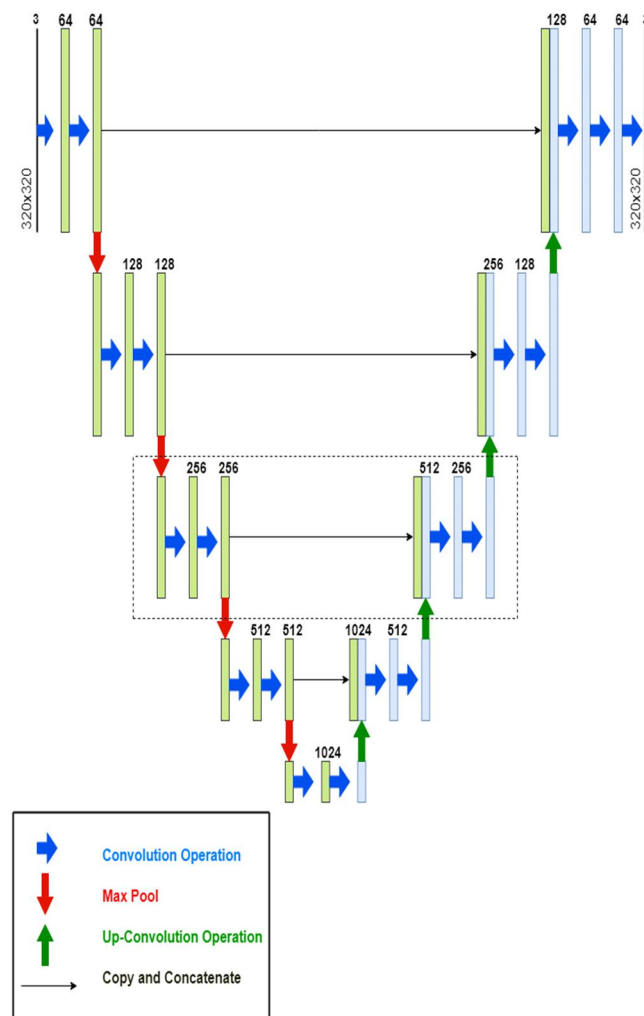 3 64 64 128 64 64 3
320x320 320x320
128 128 256 128
256 256 512 256
512 512 1024 512
1024
Convolution Operation
Max Pool
Up-Convolution Operation
Copy and Concatenate